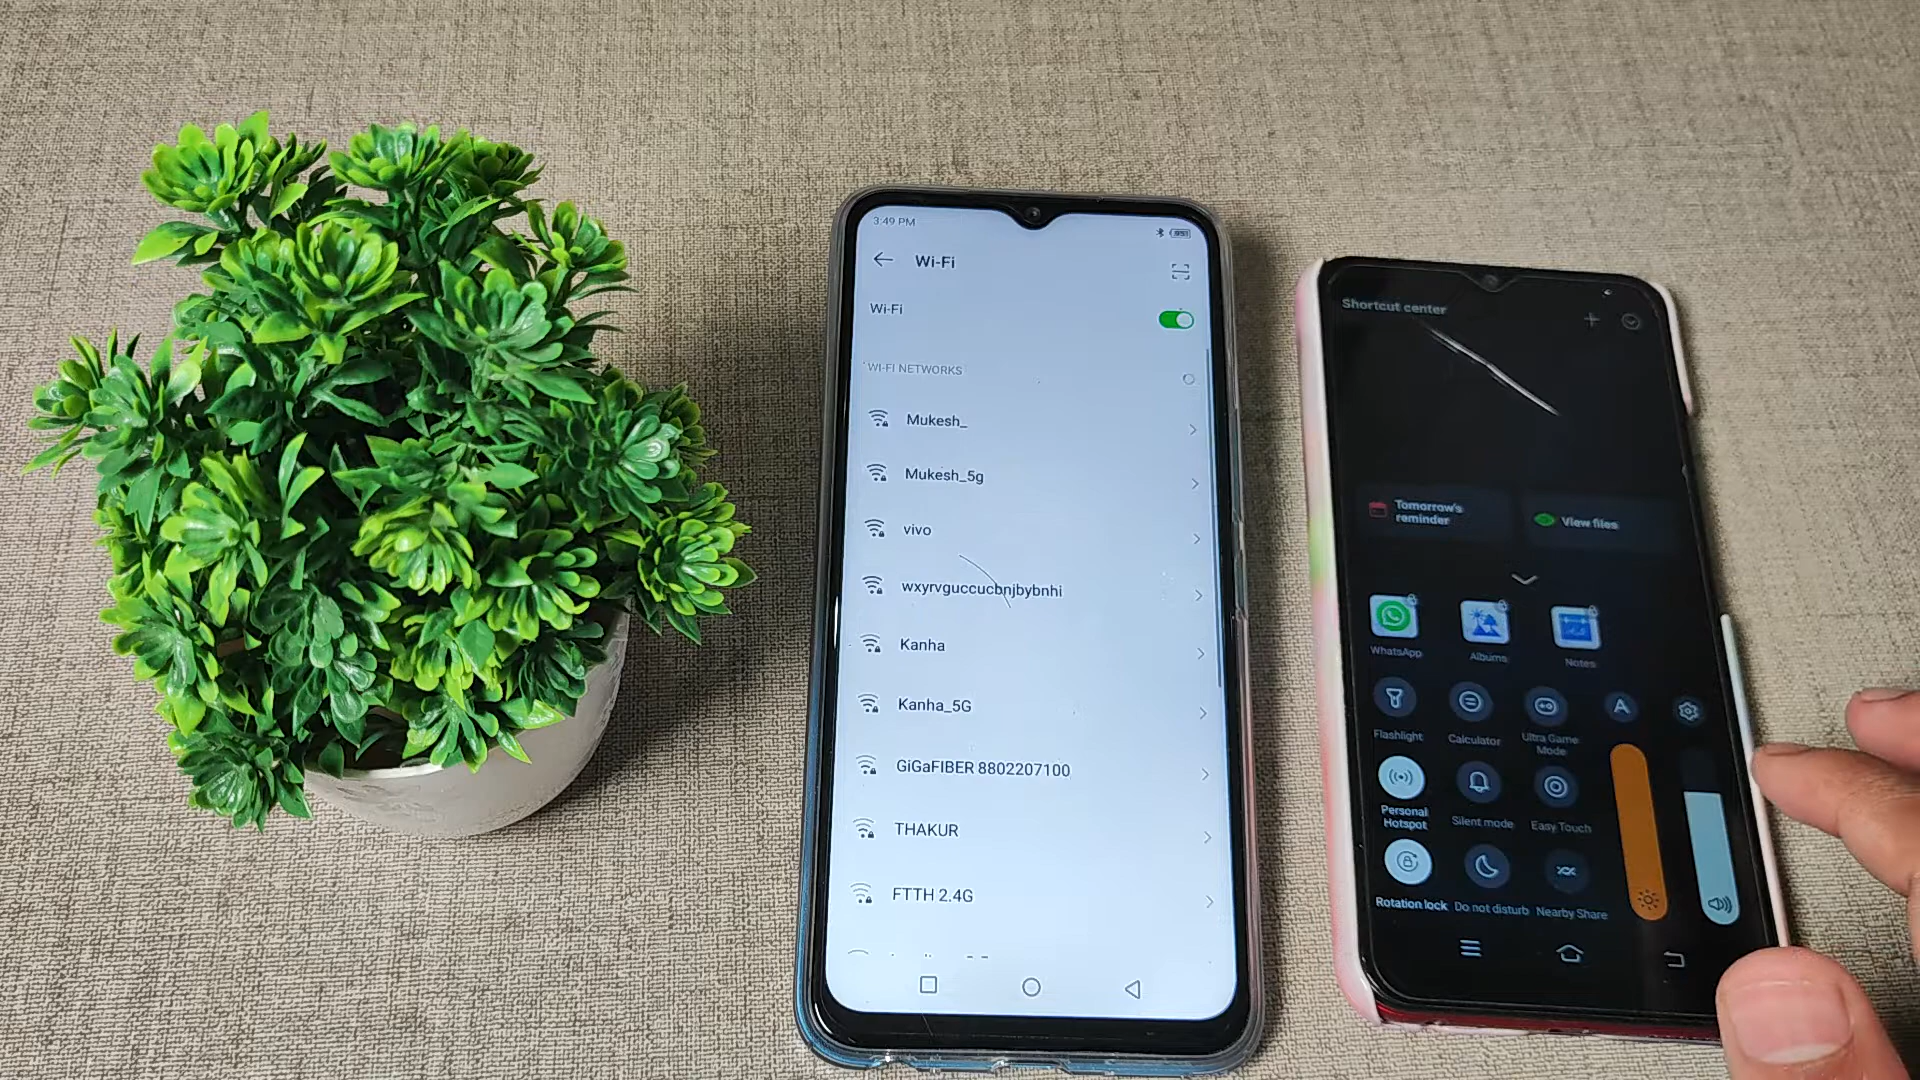 3:49 PM
Wi-Fi
Wi-Fi
WI-FI NETWORKS
Mukesh_
Mukesh_5g
vivo
wxyrvguccucbnjbybnhi
Kanha
Kanha_5G
GiGaFIBER 8802207100
THAKUR
FTTH 2.4G
Shortcut center
Tomorrow's
reminder
View files
WhatsApp
Albums
Notes
A
Flashlight
Calculator
Ultra Game
Mode
Personal
Hotspot
Silent mode
Easy Touch
Rotation lock
Do not disturb
Nearby Share